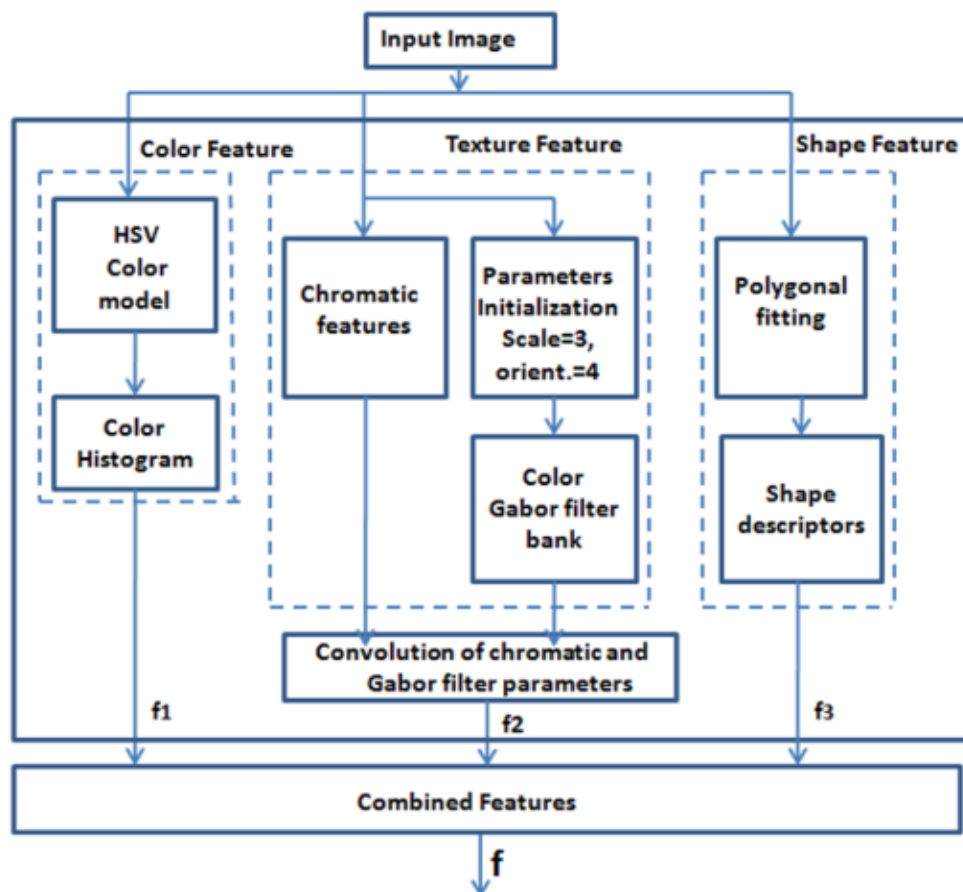 Input Image
Color Feature
Texture Feature
Shape Feature
HSV
Color
model
Color
Histogram
Chromatic
features
Parameters
Initialization
Scale=3,
orient.=4
Color
Gabor filter
bank
Polygonal
fitting
Shape
descriptors
Convolution of chromatic and
Gabor filter parameters
f1
f2
f3
Combined Features
f